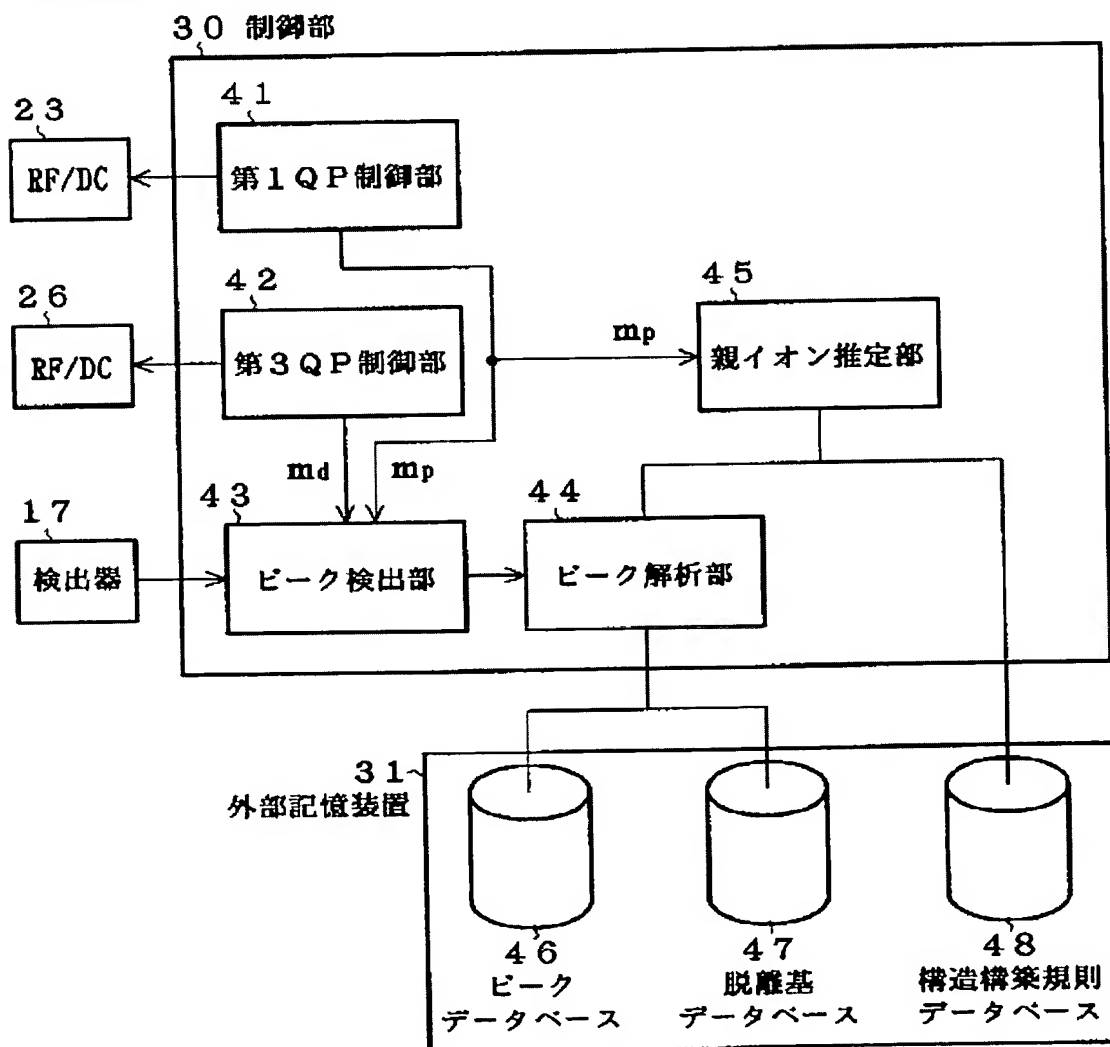 ３０ 制御部
４１
２３
RF/DC
第１ＱＰ制御部
４２
４５
２６
mp
RF/DC
第３ＱＰ制御部
親イオン推定部
md
mp
４３
４４
１７
検出器
ピーク検出部
ピーク解析部
３１
外部記憶装置
４６
ピーク
データベース
４７
脱離基
データベース
４８
構造構築規則
データベース